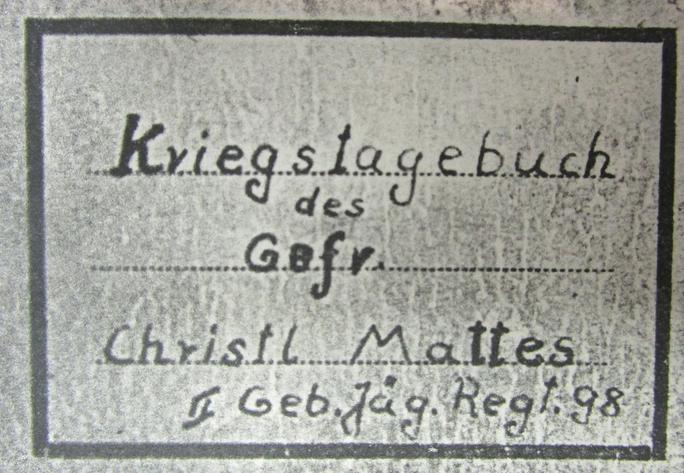 Kriegstagebuch
des
Gefr.
Christl Mattes
II Geb. Jäg. Regt. 98